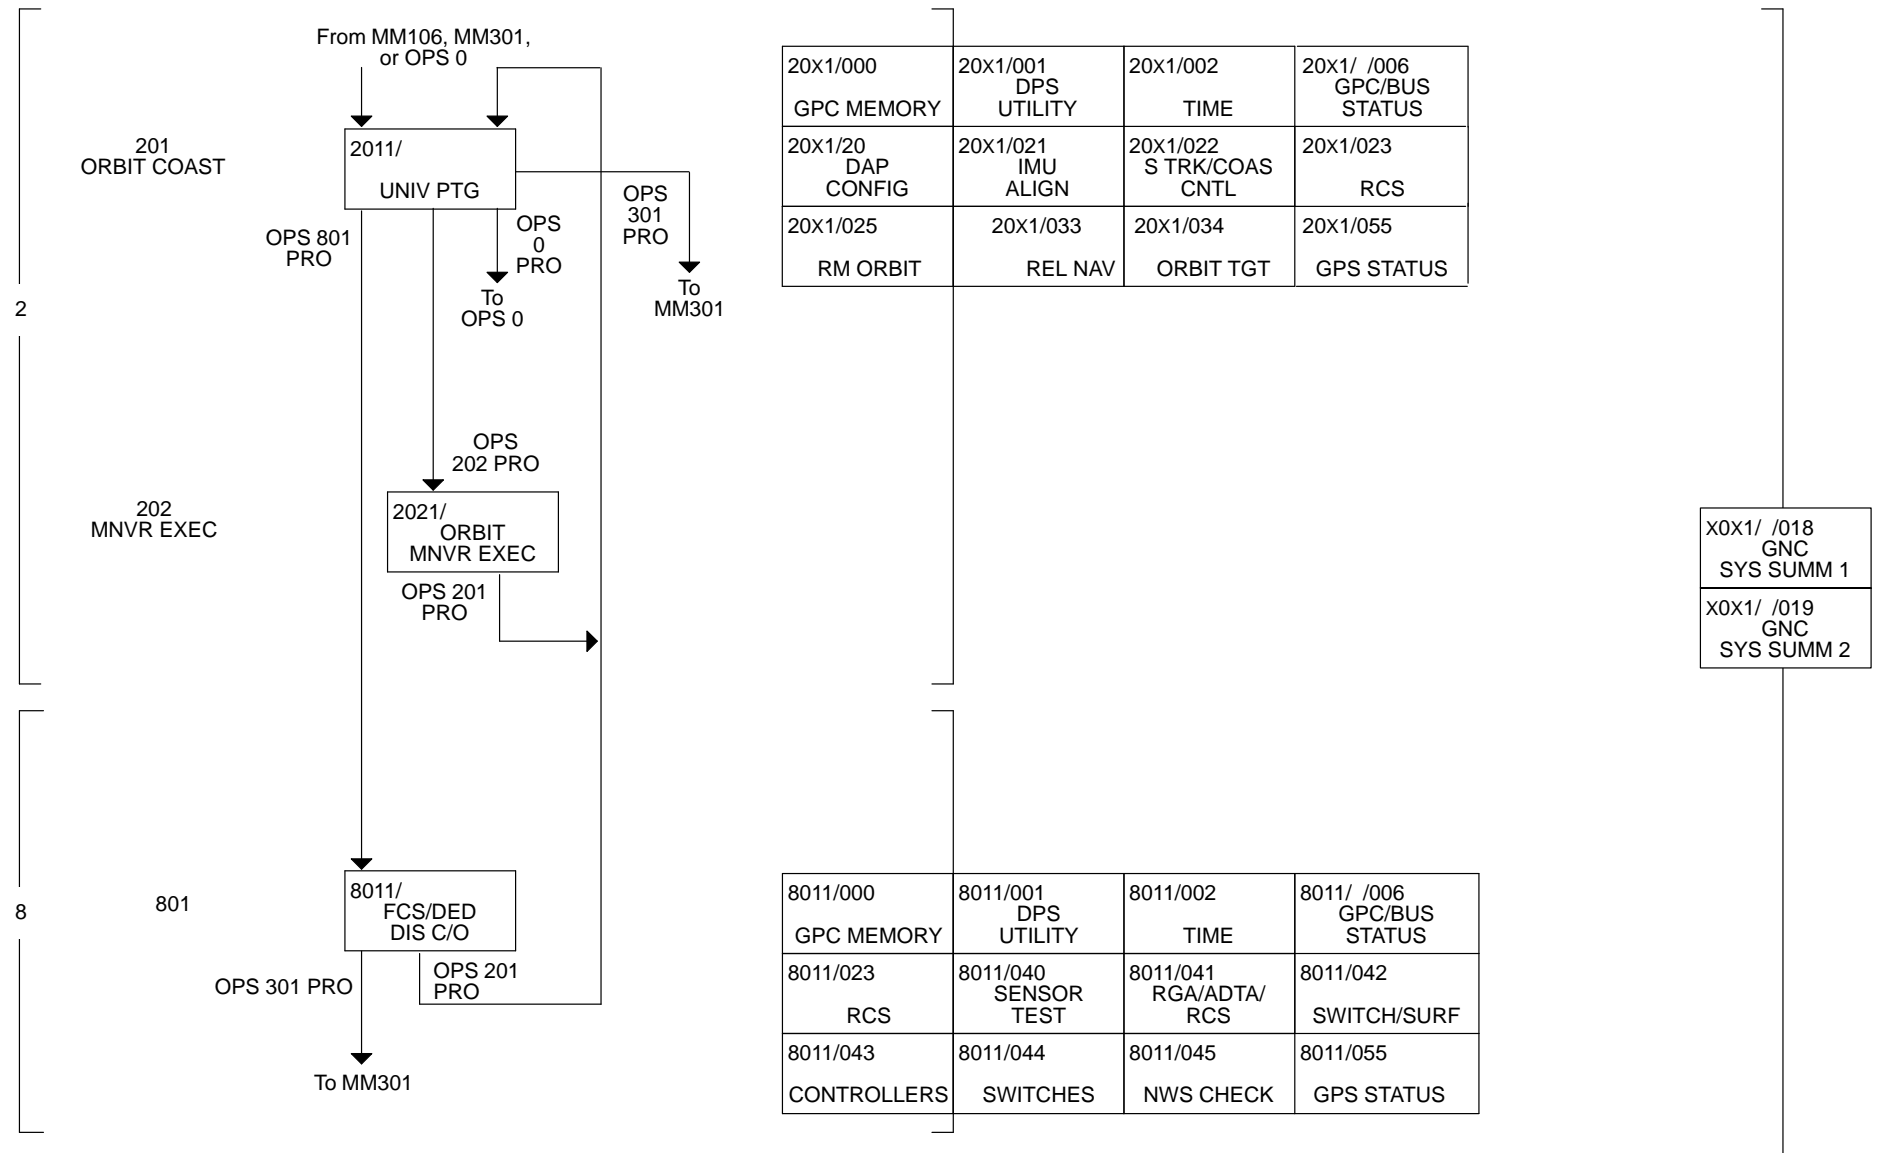 From MM106, MM301,
or OPS 0
201
ORBIT COAST
2011/
UNIV PTG
OPS 801
PRO
OPS
0
PRO
OPS
301
PRO
To
OPS 0
To
MM301
2
OPS
202 PRO
202
MNVR EXEC
2021/
ORBIT
MNVR EXEC
OPS 201
PRO
20X1/000
GPC MEMORY
20X1/001
DPS
UTILITY
20X1/002
TIME
20X1/ /006
GPC/BUS
STATUS
20X1/20
DAP
CONFIG
20X1/021
IMU
ALIGN
20X1/022
S TRK/COAS
CNTL
20X1/023
RCS
20X1/025
RM ORBIT
20X1/033
REL NAV
20X1/034
ORBIT TGT
20X1/055
GPS STATUS
X0X1/ /018
GNC
SYS SUMM 1
X0X1/ /019
GNC
SYS SUMM 2
8
801
8011/
FCS/DED
DIS C/O
OPS 301 PRO
OPS 201
PRO
To MM301
8011/000
GPC MEMORY
8011/001
DPS
UTILITY
8011/002
TIME
8011/ /006
GPC/BUS
STATUS
8011/023
RCS
8011/040
SENSOR
TEST
8011/041
RGA/ADTA/
RCS
8011/042
SWITCH/SURF
8011/043
CONTROLLERS
8011/044
SWITCHES
8011/045
NWS CHECK
8011/055
GPS STATUS